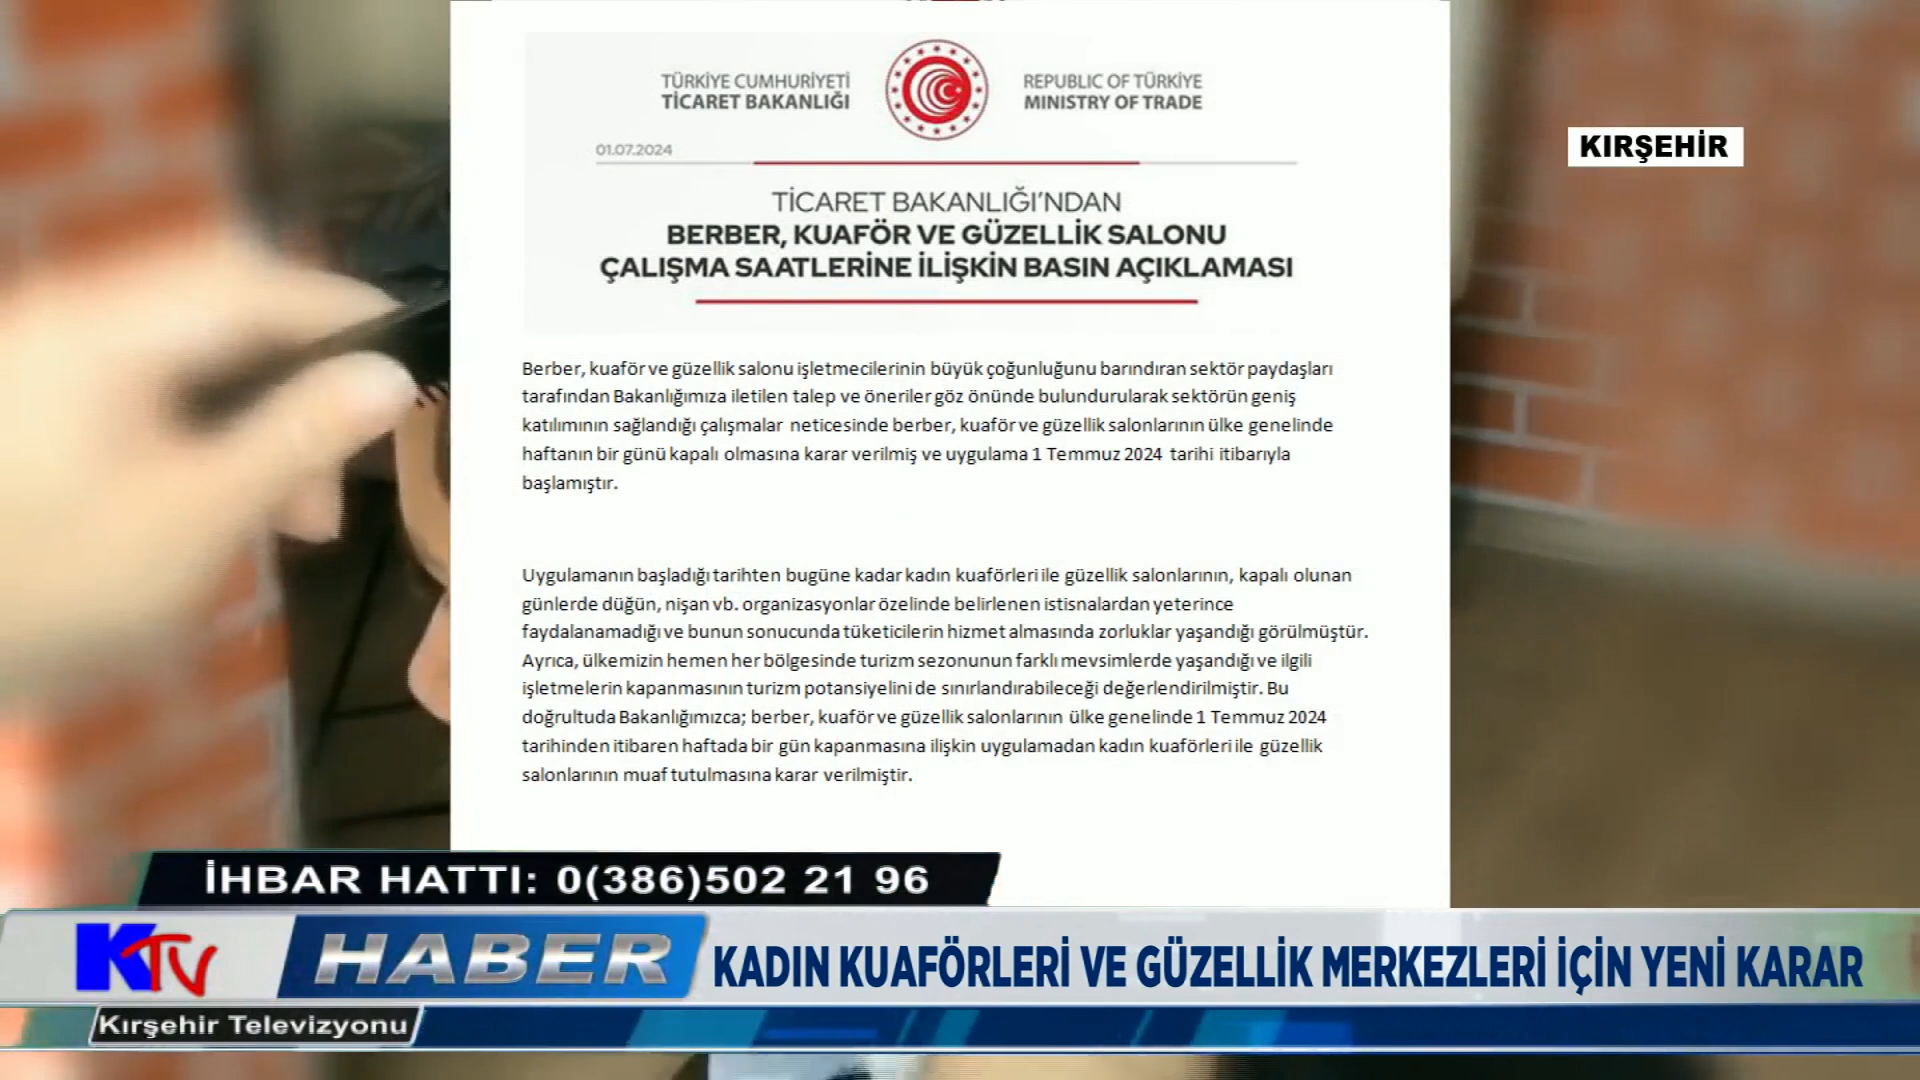 TÜRKİYE CUMHURİYETİ
TİCARET BAKANLIĞI
REPUBLIC OF TÜRKİYE
MINISTRY OF TRADE
KIRŞEHİR
01.07.2024
TİCARET BAKANLIĞI'NDAN
BERBER, KUAFÖR VE GÜZELLİK SALONU
ÇALIŞMA SAATLERİNE İLİŞKİN BASIN AÇIKLAMASI
Berber, kuaför ve güzellik salonu işletmecilerinin büyük çoğunluğunu barındıran sektör paydaşları
tarafından Bakanlığımıza iletilen talep ve öneriler göz önünde bulundurularak sektörün geniş
katılımının sağlandığı çalışmalar neticesinde berber, kuaför ve güzellik salonlarının ülke genelinde
haftanın bir günü kapalı olmasına karar verilmiş ve uygulama 1 Temmuz 2024 tarihi itibarıyla
başlamıştır.
Uygulamanın başladığı tarihten bugüne kadar kadın kuaförleri ile güzellik salonlarının, kapalı olunan
günlerde düğün, nişan vb. organizasyonlar özelinde belirlenen istisnalardan yeterince
faydalanamadığı ve bunun sonucunda tüketicilerin hizmet almasında zorluklar yaşandığı görülmüştür.
Ayrıca, ülkemizin hemen her bölgesinde turizm sezonunun farklı mevsimlerde yaşandığı ve ilgili
işletmelerin kapanmasının turizm potansiyelini de sınırlandırabileceği değerlendirilmiştir. Bu
doğrultuda Bakanlığımızca; berber, kuaför ve güzellik salonlarının ülke genelinde 1 Temmuz 2024
tarihinden itibaren haftada bir gün kapanmasına ilişkin uygulamadan kadın kuaförleri ile güzellik
salonlarının muaf tutulmasına karar verilmiştir.
İHBAR HATTI: 0(386)502 21 96
KTV
HABER
KADIN KUAFÖRLERİ VE GÜZELLİK MERKEZLERİ İÇİN YENİ KARAR
Kırşehir Televizyonu